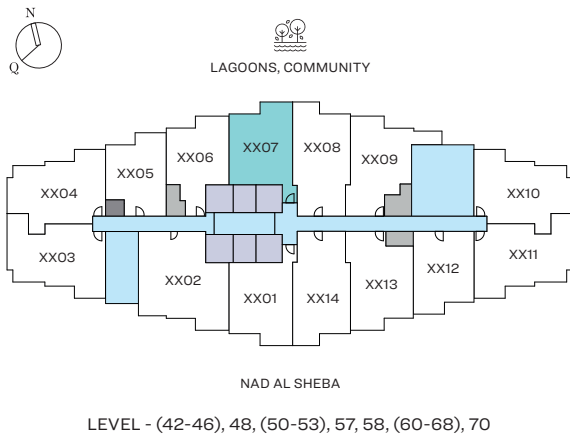 N
Q
LAGOONS, COMMUNITY
XX07
XX08
XX06
XX09
XX05
XX04
XX10
XX03
XX11
XX02
XX12
XX13
XX01
XX14
NAD AL SHEBA
LEVEL - (42-46), 48, (50-53), 57, 58, (60-68), 70